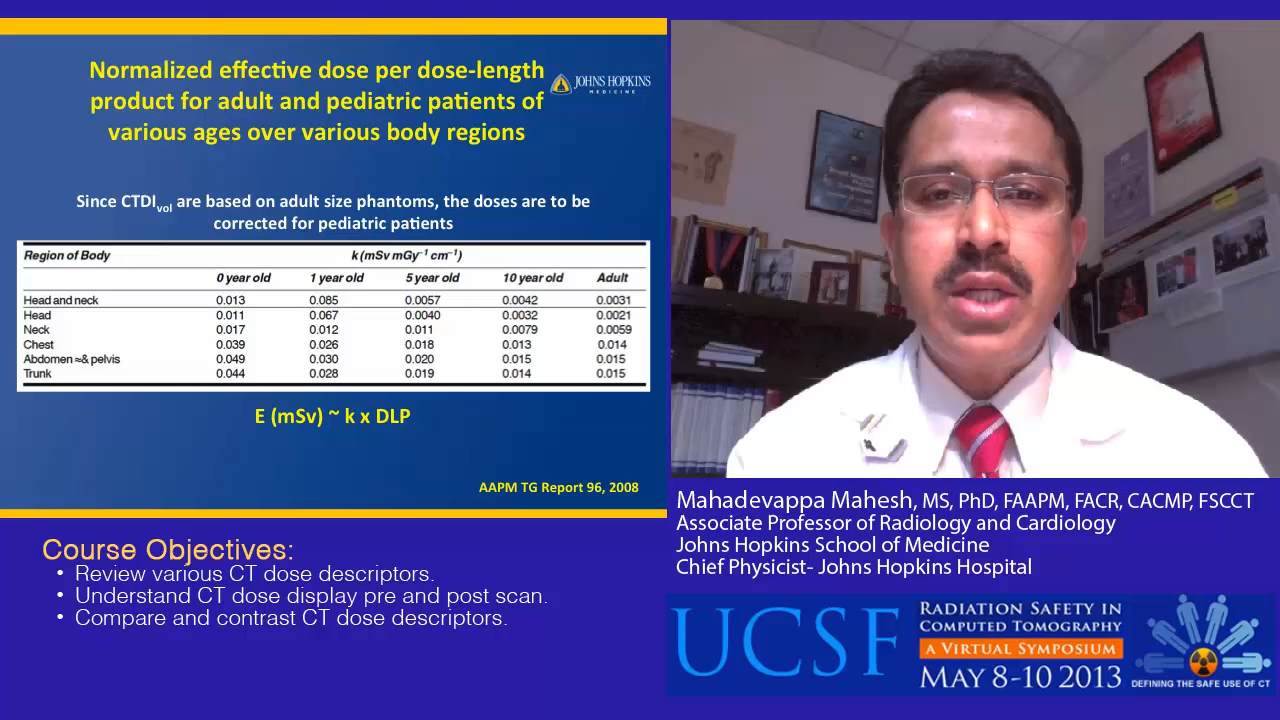 Normalized effective dose per dose-length
product for adult and pediatric patients of
various ages over various body regions
JOHNS HOPKINS
MEDICINE
Since CTDIvol are based on adult size phantoms, the doses are to be
corrected for pediatric patients
Region of Body k (mSv mGy⁻¹ cm⁻¹)
0 year old 1 year old 5 year old 10 year old Adult
Head and neck 0.013 0.085 0.0057 0.0042 0.0031
Head 0.011 0.067 0.0040 0.0032 0.0021
Neck 0.017 0.012 0.011 0.0079 0.0059
Chest 0.039 0.026 0.018 0.013 0.014
Abdomen ≈& pelvis 0.049 0.030 0.020 0.015 0.015
Trunk 0.044 0.028 0.019 0.014 0.015
E (mSv) ~ k x DLP
AAPM TG Report 96, 2008
Course Objectives:
• Review various CT dose descriptors.
• Understand CT dose display pre and post scan.
• Compare and contrast CT dose descriptors.
Mahadevappa Mahesh, MS, PhD, FAAPM, FACR, CACMP, FSCCT
Associate Professor of Radiology and Cardiology
Johns Hopkins School of Medicine
Chief Physicist- Johns Hopkins Hospital
UCSF
RADIATION SAFETY IN
COMPUTED TOMOGRAPHY
A VIRTUAL SYMPOSIUM
MAY 8-10 2013
DEFINING THE SAFE USE OF CT